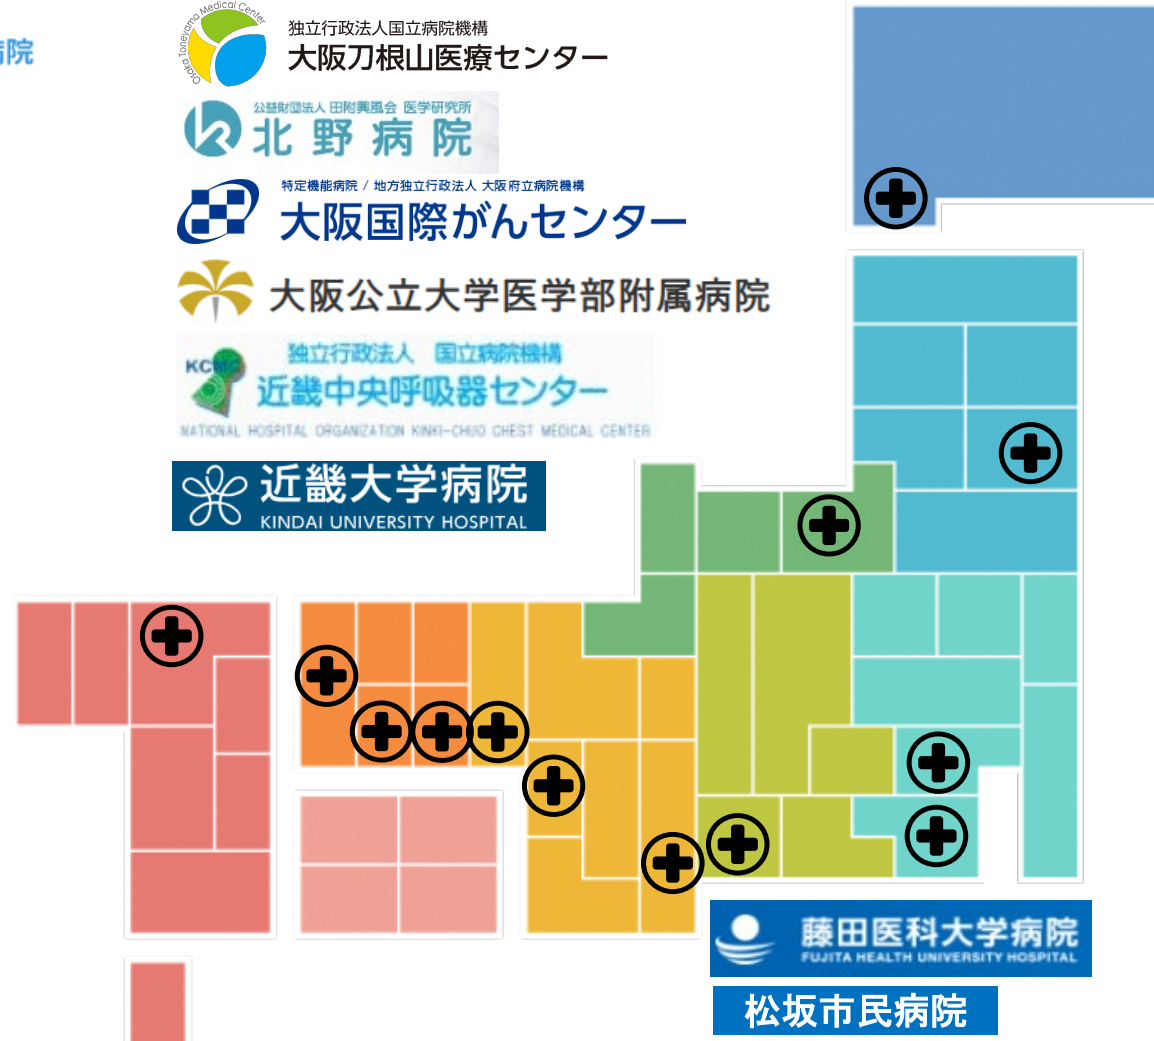 病院
Osaka Toneyama Medical Center
独立行政法人国立病院機構
大阪刀根山医療センター
公益財団法人 田附興風会 医学研究所
北野病院
特定機能病院 / 地方独立行政法人 大阪府立病院機構
大阪国際がんセンター
大阪公立大学医学部附属病院
KCMC
独立行政法人 国立病院機構
近畿中央呼吸器センター
NATIONAL HOSPITAL ORGANIZATION KINKI-CHUO CHEST MEDICAL CENTER
近畿大学病院
KINDAI UNIVERSITY HOSPITAL
藤田医科大学病院
FUJITA HEALTH UNIVERSITY HOSPITAL
松坂市民病院